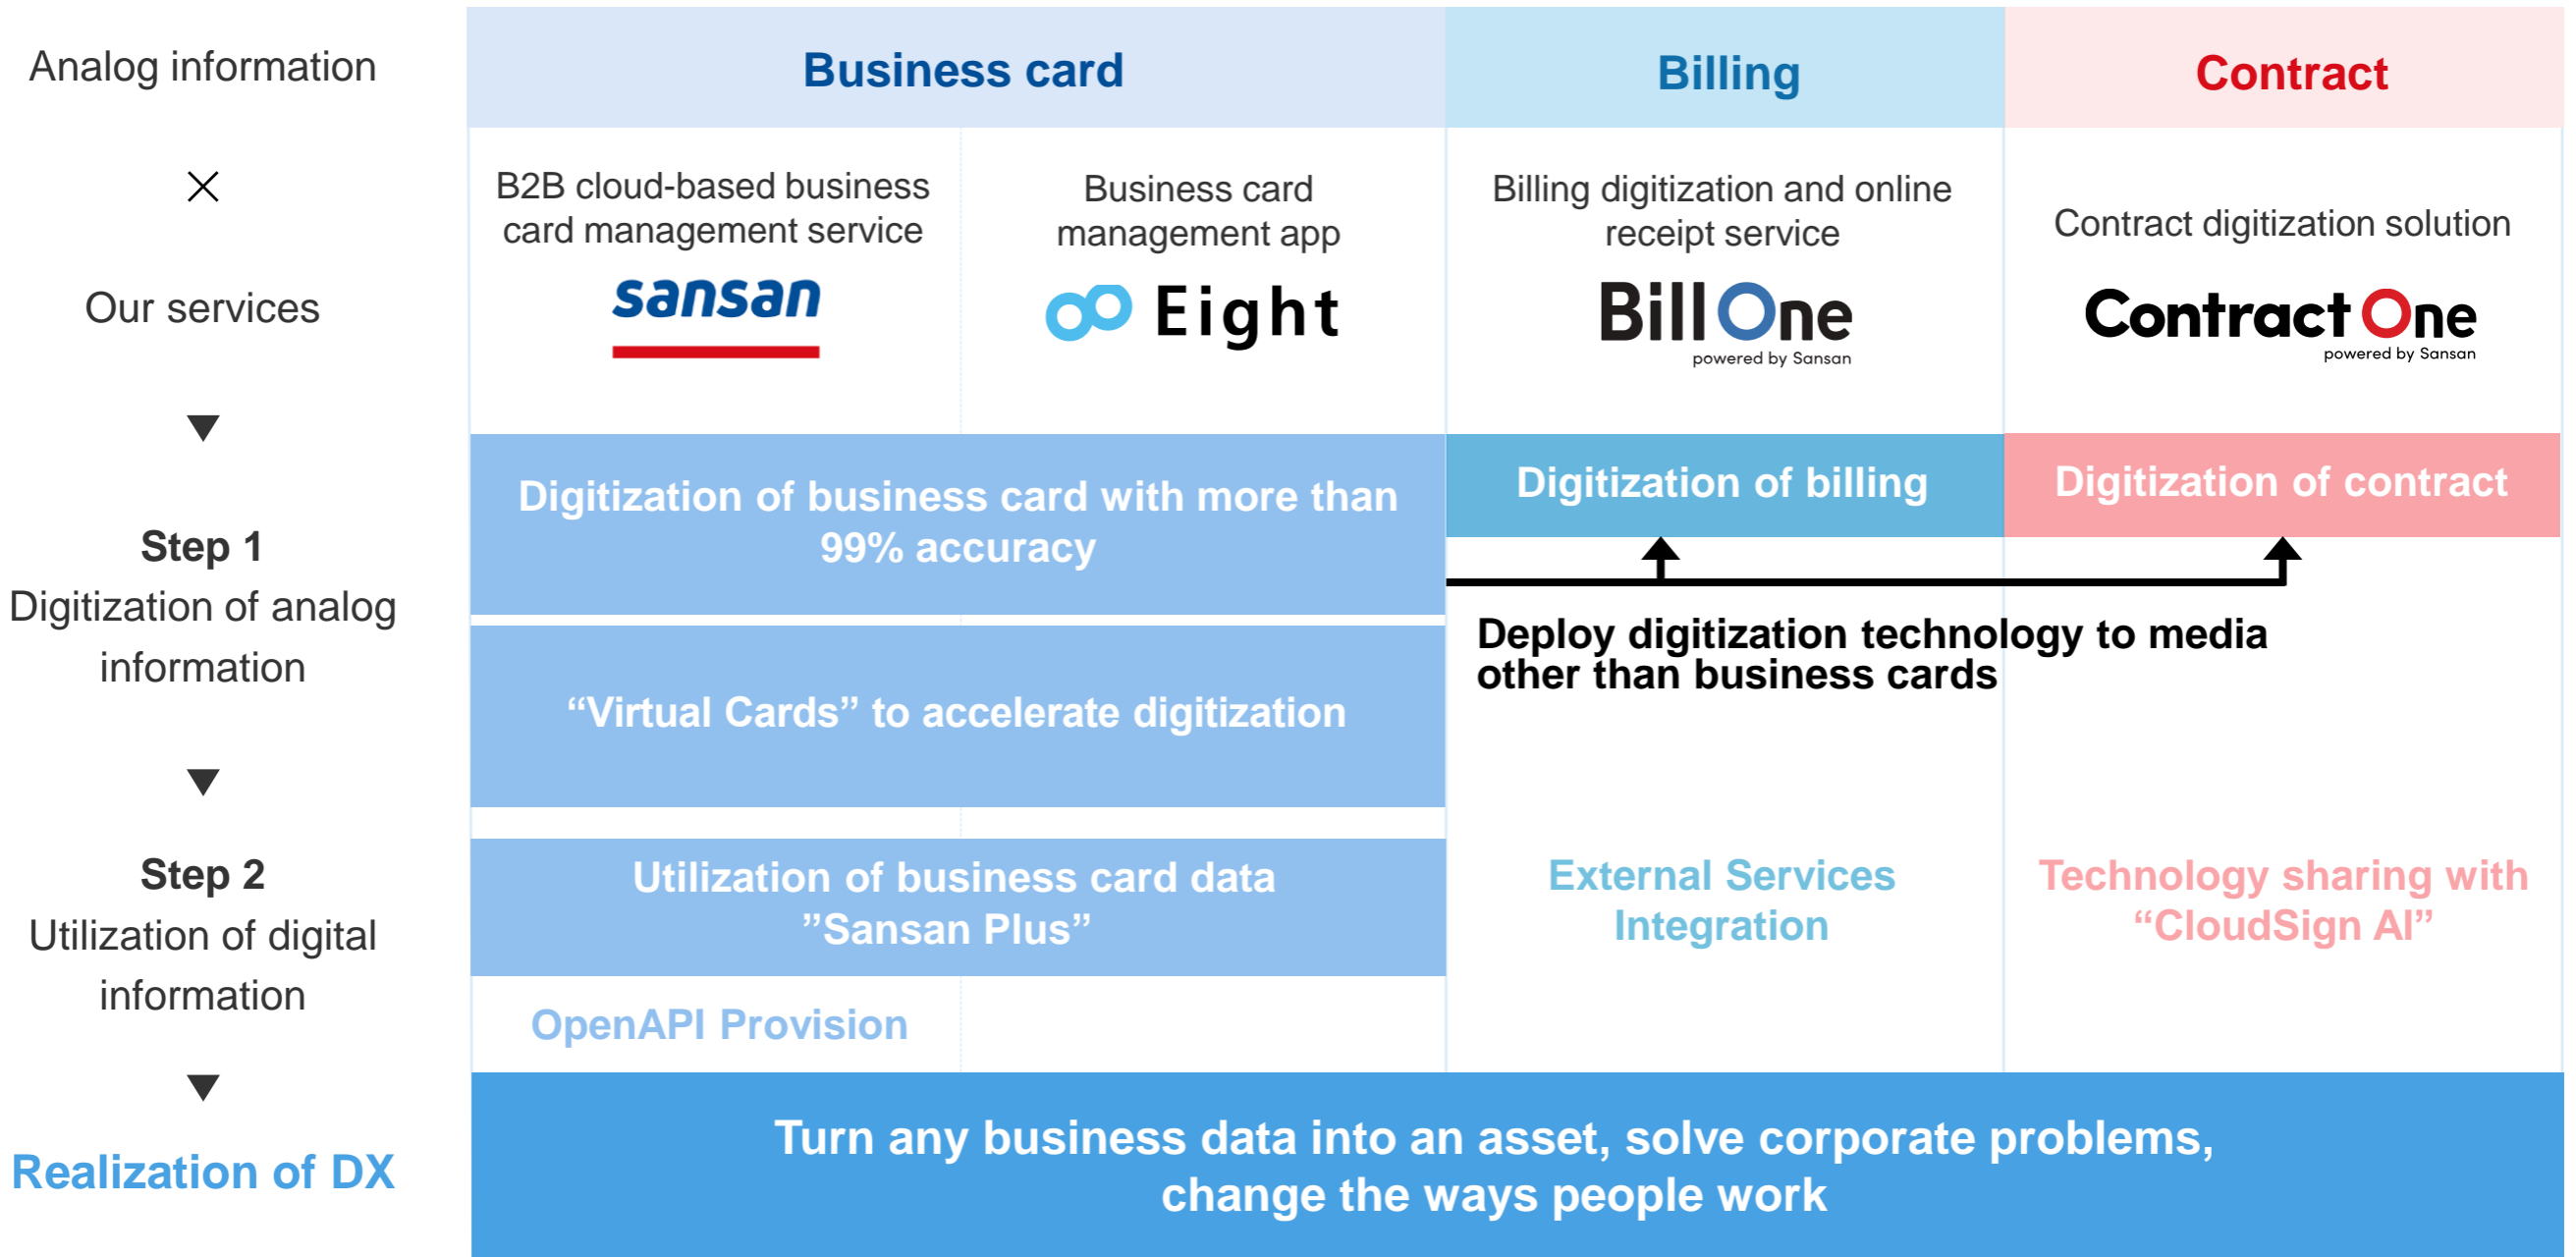 Analog information
Business card
Billing
Contract
×
Our services
B2B cloud-based business
card management service
sansan
Business card
management app
Eight
Billing digitization and online
receipt service
Bill One
powered by Sansan
Contract digitization solution
Contract One
powered by Sansan
Step 1
Digitization of analog
information
Digitization of business card with more than
99% accuracy
Digitization of billing
Digitization of contract
Deploy digitization technology to media
other than business cards
“Virtual Cards” to accelerate digitization
Step 2
Utilization of digital
information
Utilization of business card data
”Sansan Plus”
External Services
Integration
Technology sharing with
“CloudSign AI”
OpenAPI Provision
Realization of DX
Turn any business data into an asset, solve corporate problems,
change the ways people work